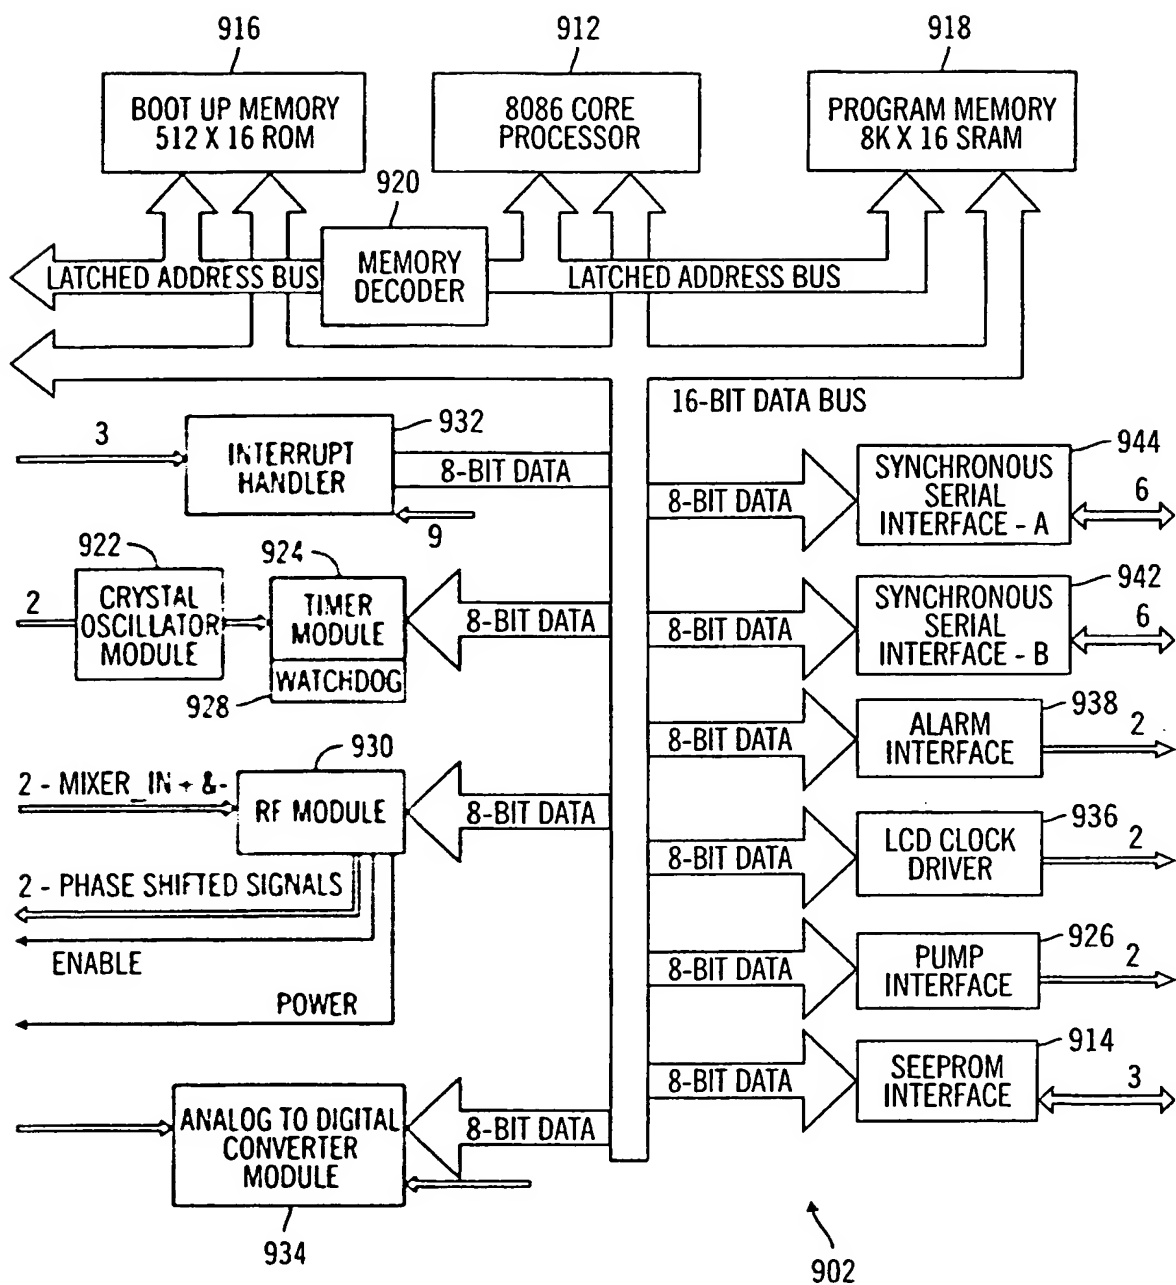 916
912
918
BOOT UP MEMORY
512 X 16 ROM
8086 CORE
PROCESSOR
PROGRAM MEMORY
8K X 16 SRAM
920
MEMORY
DECODER
LATCHED ADDRESS BUS
LATCHED ADDRESS BUS
16-BIT DATA BUS
3
932
INTERRUPT
HANDLER
8-BIT DATA
9
8-BIT DATA
944
SYNCHRONOUS
SERIAL
INTERFACE - A
6
922
2
CRYSTAL
OSCILLATOR
MODULE
924
TIMER
MODULE
WATCHDOG
928
8-BIT DATA
8-BIT DATA
942
SYNCHRONOUS
SERIAL
INTERFACE - B
6
8-BIT DATA
938
ALARM
INTERFACE
2
930
2 - MIXER_IN + &-
RF MODULE
8-BIT DATA
2 - PHASE SHIFTED SIGNALS
ENABLE
POWER
8-BIT DATA
936
LCD CLOCK
DRIVER
2
8-BIT DATA
926
PUMP
INTERFACE
2
8-BIT DATA
914
SEEPROM
INTERFACE
3
ANALOG TO DIGITAL
CONVERTER
MODULE
8-BIT DATA
934
902